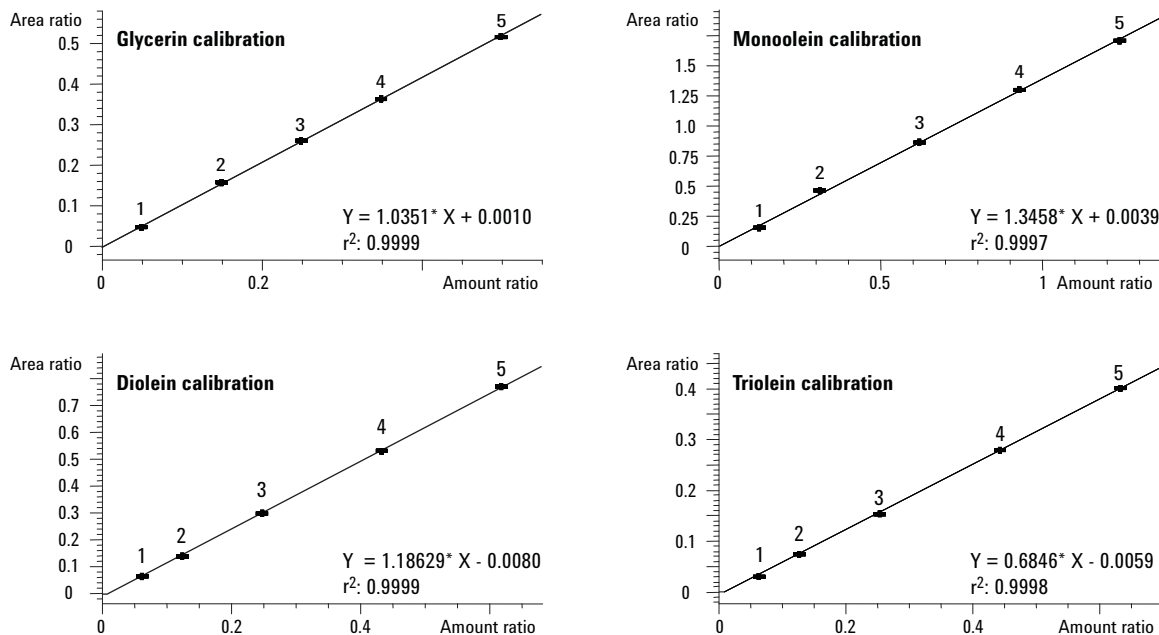 Area ratio
Glycerin calibration
0.5
0.4
0.3
0.2
0.1
0
1
2
3
4
5
Y = 1.0351* X + 0.0010
r2: 0.9999
0
0.2
Amount ratio
Area ratio
Monoolein calibration
1.5
1.25
1.0
0.75
0.5
0.25
0
1
2
3
4
5
Y = 1.3458* X + 0.0039
r2: 0.9997
0
0.5
1
Amount ratio
Area ratio
Diolein calibration
0.7
0.6
0.5
0.4
0.3
0.2
0.1
0
1
2
3
4
5
Y = 1.18629* X - 0.0080
r2: 0.9999
0
0.2
0.4
Amount ratio
Area ratio
Triolein calibration
0.4
0.3
0.2
0.1
0
1
2
3
4
5
Y = 0.6846* X - 0.0059
r2: 0.9998
0
0.2
0.4
Amount ratio